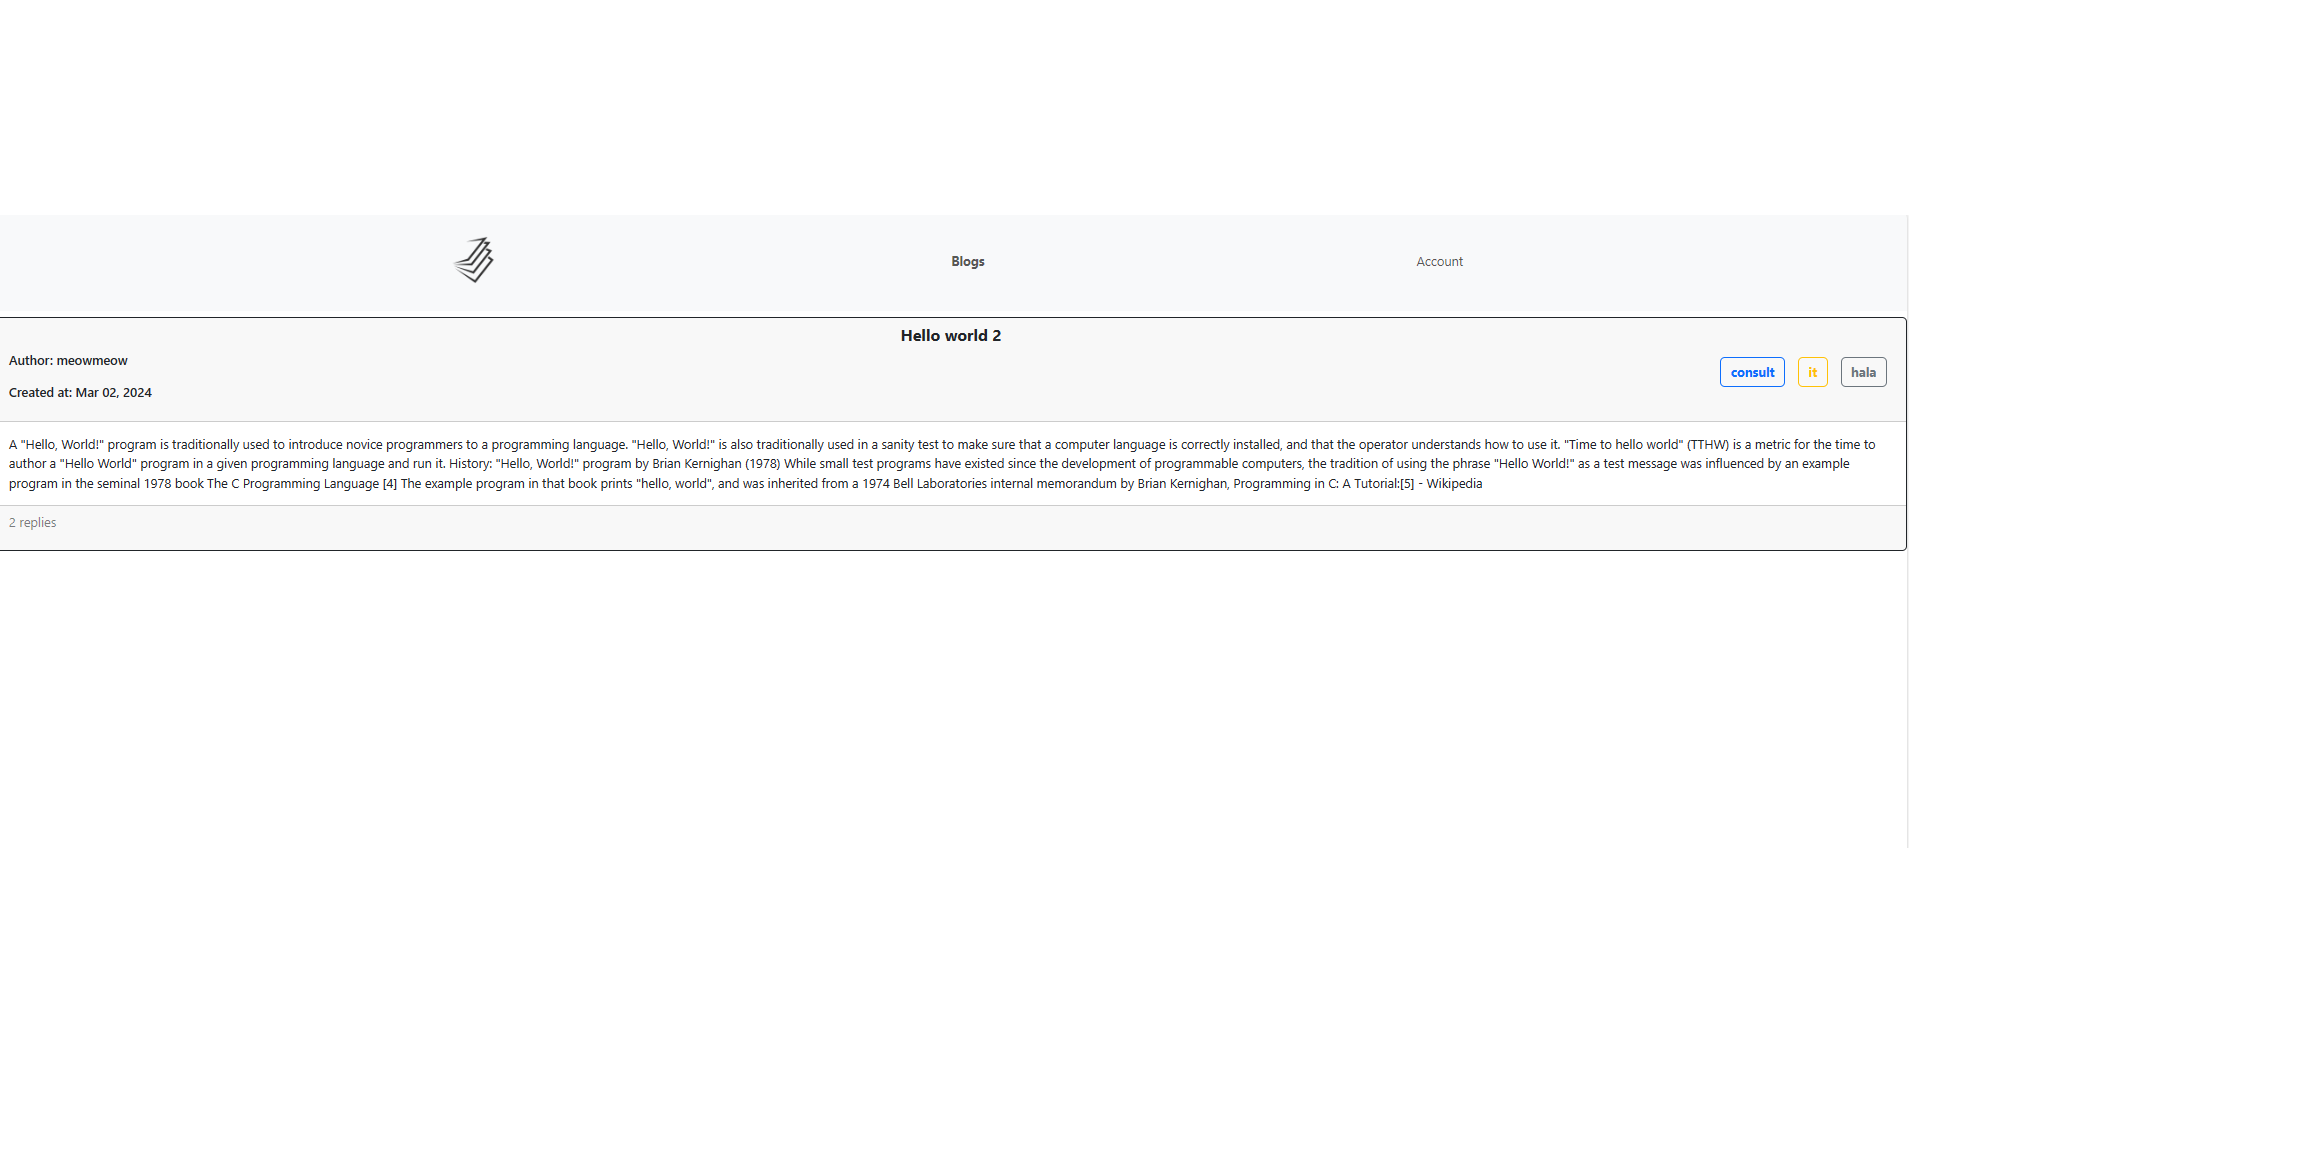 Blogs
Account
Hello world 2
Author: meowmeow
consult
it
hala
Created at: Mar 02, 2024
A "Hello, World!" program is traditionally used to introduce novice programmers to a programming language. "Hello, World!" is also traditionally used in a sanity test to make sure that a computer language is correctly installed, and that the operator understands how to use it. "Time to hello world" (TTHW) is a metric for the time to
author a "Hello World" program in a given programming language and run it. History: "Hello, World!" program by Brian Kernighan (1978) While small test programs have existed since the development of programmable computers, the tradition of using the phrase "Hello World!" as a test message was influenced by an example
program in the seminal 1978 book The C Programming Language [4] The example program in that book prints "hello, world", and was inherited from a 1974 Bell Laboratories internal memorandum by Brian Kernighan, Programming in C: A Tutorial:[5] - Wikipedia
2 replies